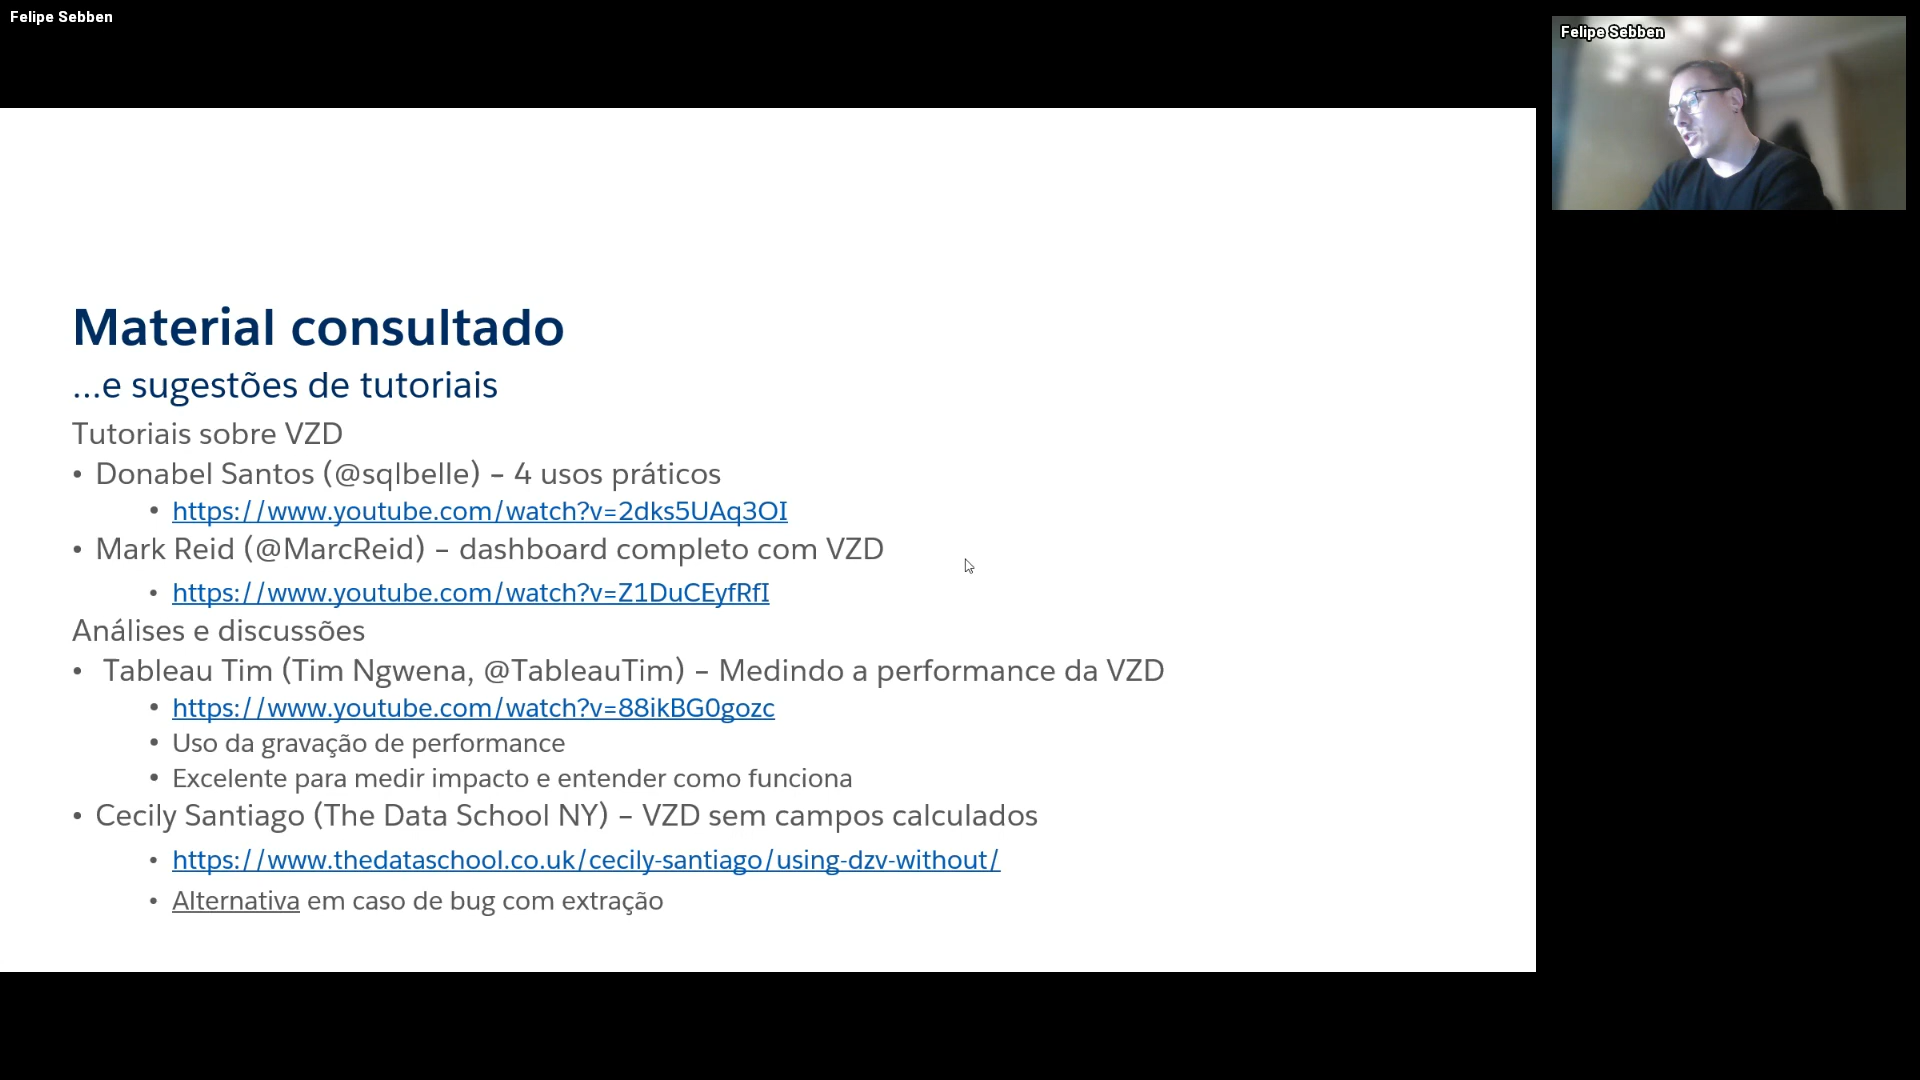 Felipe Sebben
Felipe Sebben
Material consultado
...e sugestões de tutoriais
Tutoriais sobre VZD
• Donabel Santos (@sqlbelle) – 4 usos práticos
• https://www.youtube.com/watch?v=2dks5UAq3OI
• Mark Reid (@MarcReid) – dashboard completo com VZD
• https://www.youtube.com/watch?v=Z1DuCEyfRfI
Análises e discussões
• Tableau Tim (Tim Ngwena, @TableauTim) – Medindo a performance da VZD
• https://www.youtube.com/watch?v=88ikBG0gozc
• Uso da gravação de performance
• Excelente para medir impacto e entender como funciona
• Cecily Santiago (The Data School NY) – VZD sem campos calculados
• https://www.thedataschool.co.uk/cecily-santiago/using-dzv-without/
• Alternativa em caso de bug com extração